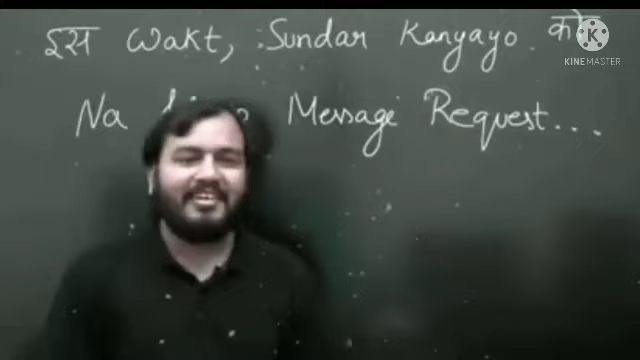 इस Wakt, Sundar Kanyayo को
Na Message Request...
KINEMASTER